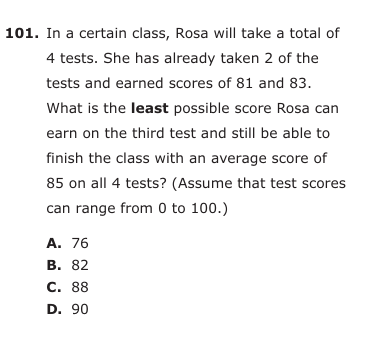 101. In a certain class, Rosa will take a total of
4 tests. She has already taken 2 of the
tests and earned scores of 81 and 83.
What is the least possible score Rosa can
earn on the third test and still be able to
finish the class with an average score of
85 on all 4 tests? (Assume that test scores
can range from 0 to 100.)
A. 76
B. 82
C. 88
D. 90